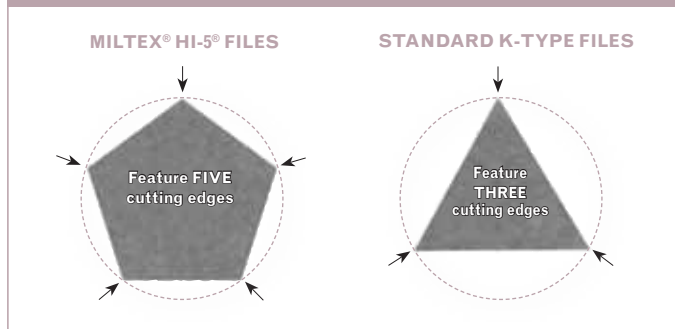 MILTEX® HI-5® FILES
STANDARD K-TYPE FILES
Feature FIVE
cutting edges
Feature
THREE
cutting edges